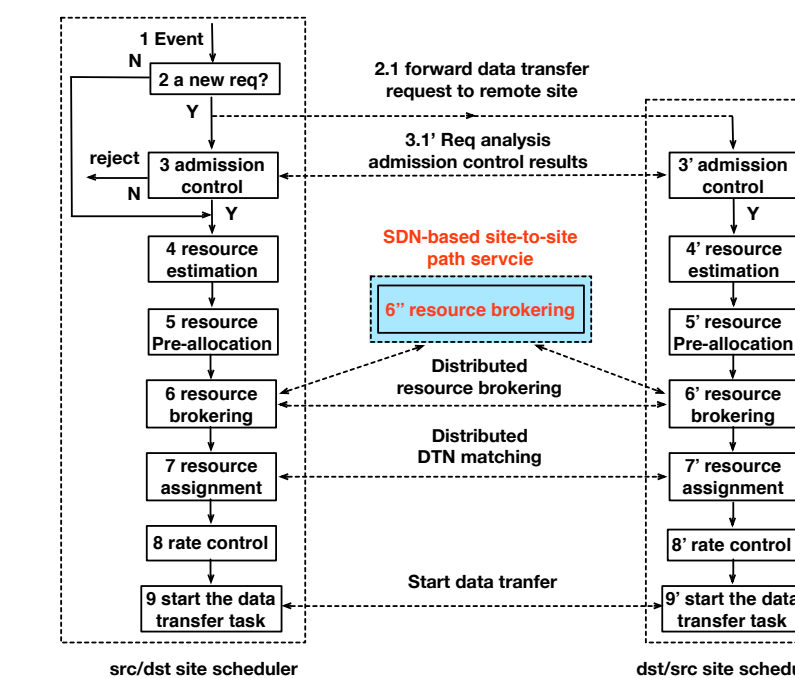 1 Event
N
2 a new req?
Y
2.1 forward data transfer
request to remote site
reject
N
3 admission
control
Y
3.1' Req analysis
admission control results
3' admission
control
Y
4 resource
estimation
SDN-based site-to-site
path servcie
4' resource
estimation
6'' resource brokering
5 resource
Pre-allocation
5' resource
Pre-allocation
Distributed
resource brokering
6 resource
brokering
6' resource
brokering
Distributed
DTN matching
7 resource
assignment
7' resource
assignment
8 rate control
8' rate control
Start data tranfer
9 start the data
transfer task
9' start the data
transfer task
src/dst site scheduler
dst/src site schedu